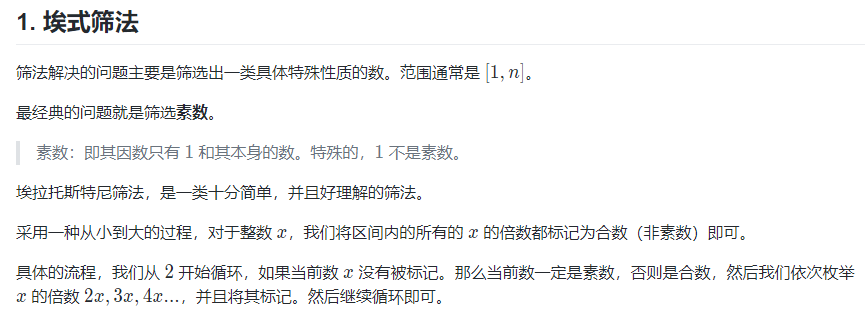 1. 埃式筛法
筛法解决的问题主要是筛选出一类具体特殊性质的数。范围通常是 [1, n]。
最经典的问题就是筛选素数。
素数：即其因数只有 1 和其本身的数。特殊的，1 不是素数。
埃拉托斯特尼筛法，是一类十分简单，并且好理解的筛法。
采用一种从小到大的过程，对于整数 x，我们将区间内的所有的 x 的倍数都标记为合数（非素数）即可。
具体的流程，我们从 2 开始循环，如果当前数 x 没有被标记。那么当前数一定是素数，否则是合数，然后我们依次枚举
x 的倍数 2x, 3x, 4x...，并且将其标记。然后继续循环即可。